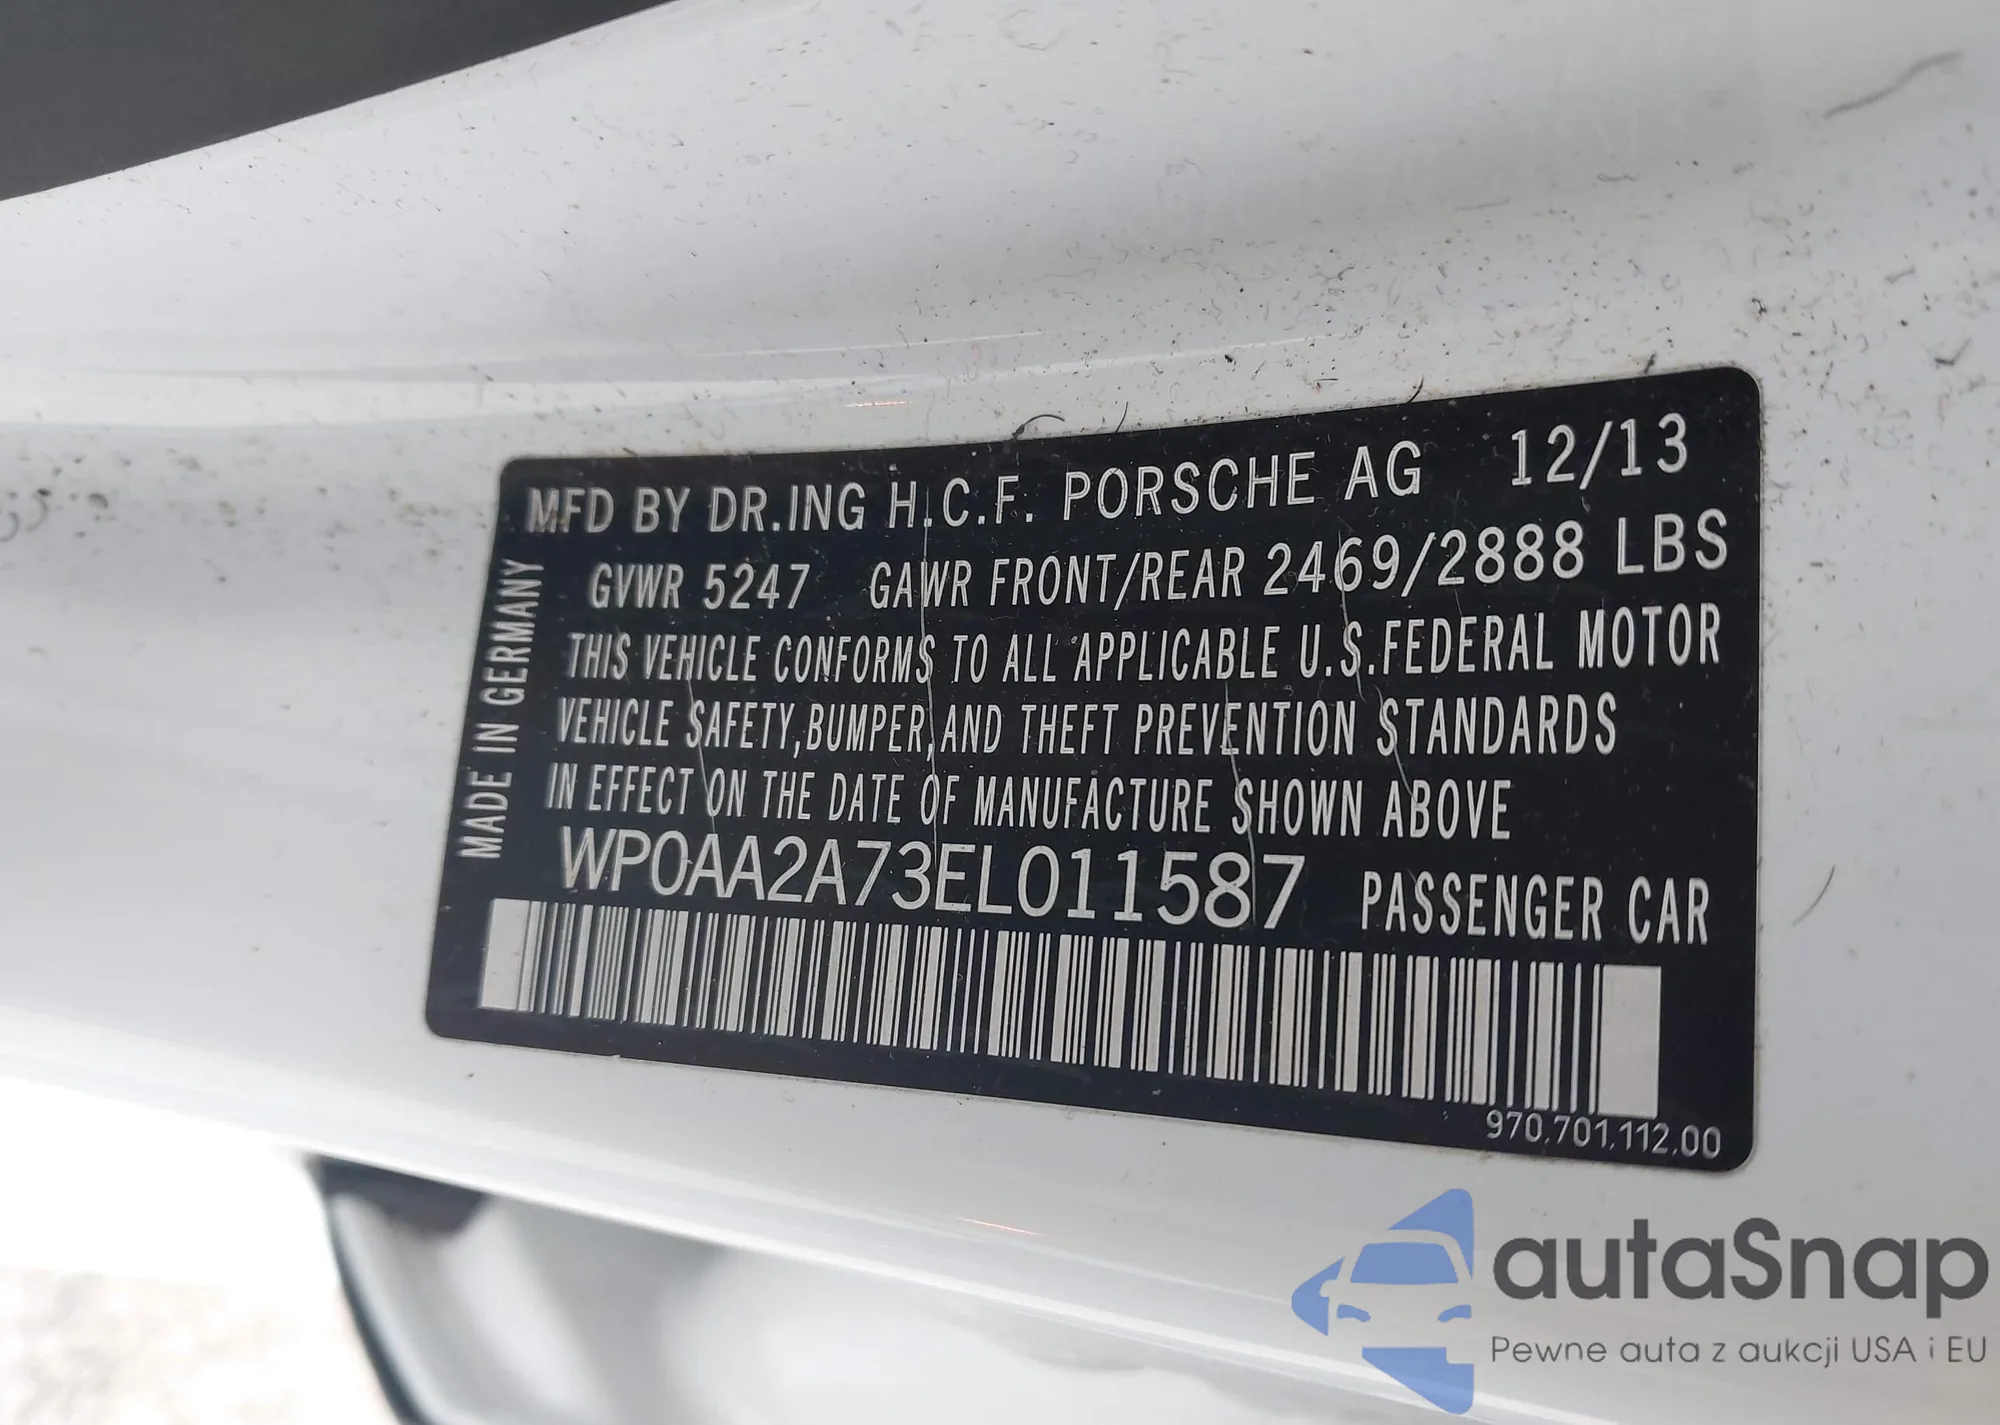 MFD BY DR.ING H.C.F. PORSCHE AG 12/13
GVWR 5247 GAWR FRONT/REAR 2469/2888 LBS
THIS VEHICLE CONFORMS TO ALL APPLICABLE U.S.FEDERAL MOTOR
VEHICLE SAFETY,BUMPER,AND THEFT PREVENTION STANDARDS
IN EFFECT ON THE DATE OF MANUFACTURE SHOWN ABOVE
WP0AA2A73EL011587 PASSENGER CAR
970.701.112.00
MADE IN GERMANY
autaSnap
Pewne auta z aukcji USA i EU